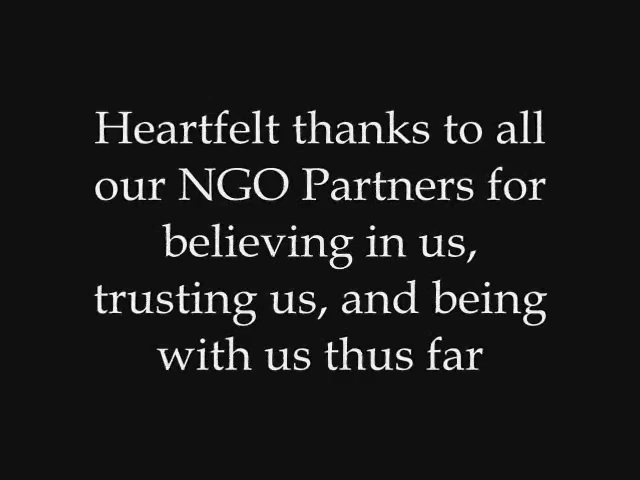 Heartfelt thanks to all
our NGO Partners for
believing in us,
trusting us, and being
with us thus far